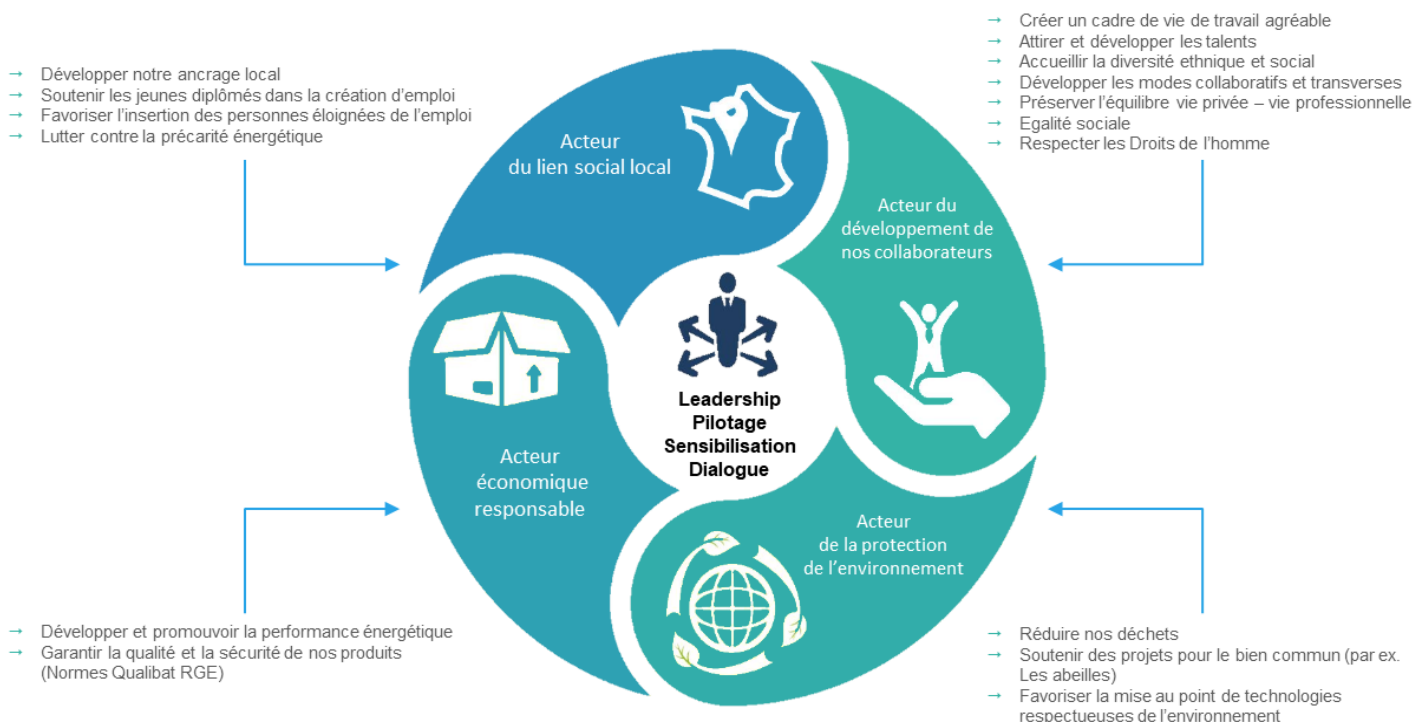 → Développer notre ancrage local
→ Soutenir les jeunes diplômés dans la création d'emploi
→ Favoriser l'insertion des personnes éloignées de l'emploi
→ Lutter contre la précarité énergétique
→ Créer un cadre de vie de travail agréable
→ Attirer et développer les talents
→ Accueillir la diversité ethnique et social
→ Développer les modes collaboratifs et transverses
→ Préserver l'équilibre vie privée – vie professionnelle
→ Egalité sociale
→ Respecter les Droits de l'homme
Acteur
du lien social local
Acteur du
développement de
nos collaborateurs
Leadership
Pilotage
Sensibilisation
Dialogue
Acteur
économique
responsable
Acteur
de la protection
de l'environnement
→ Développer et promouvoir la performance énergétique
→ Garantir la qualité et la sécurité de nos produits
(Normes Qualibat RGE)
→ Réduire nos déchets
→ Soutenir des projets pour le bien commun (par ex.
Les abeilles)
→ Favoriser la mise au point de technologies
respectueuses de l'environnement